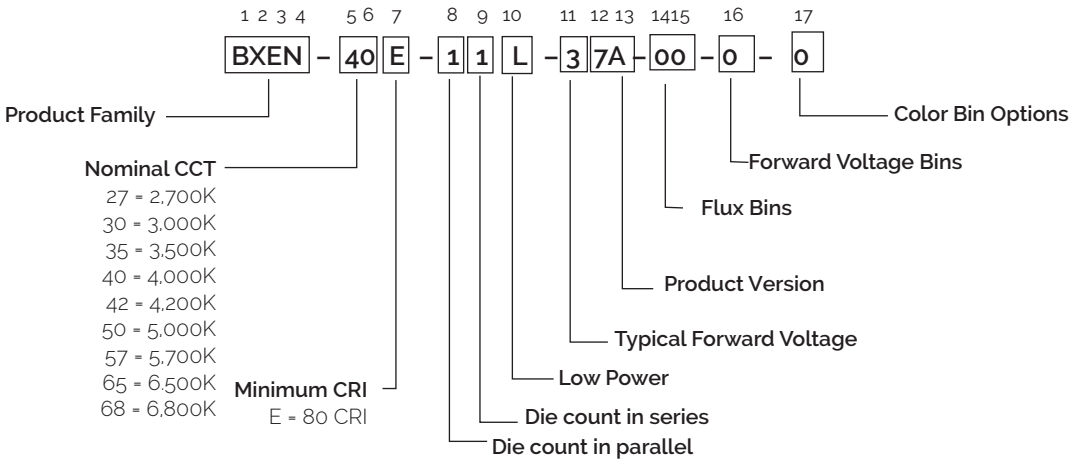 1 2 3 4 5 6 7 8 9 10 11 12 13 1415 16 17
BXEN – 40 E – 1 1 L – 3 7A – 00 – 0 – 0
Product Family
Color Bin Options
Nominal CCT
Forward Voltage Bins
27 = 2,700K
30 = 3,000K
Flux Bins
35 = 3,500K
40 = 4,000K
Product Version
42 = 4,200K
50 = 5,000K
Typical Forward Voltage
57 = 5,700K
65 = 6.500K
Low Power
68 = 6,800K
Minimum CRI
E = 80 CRI
Die count in series
Die count in parallel